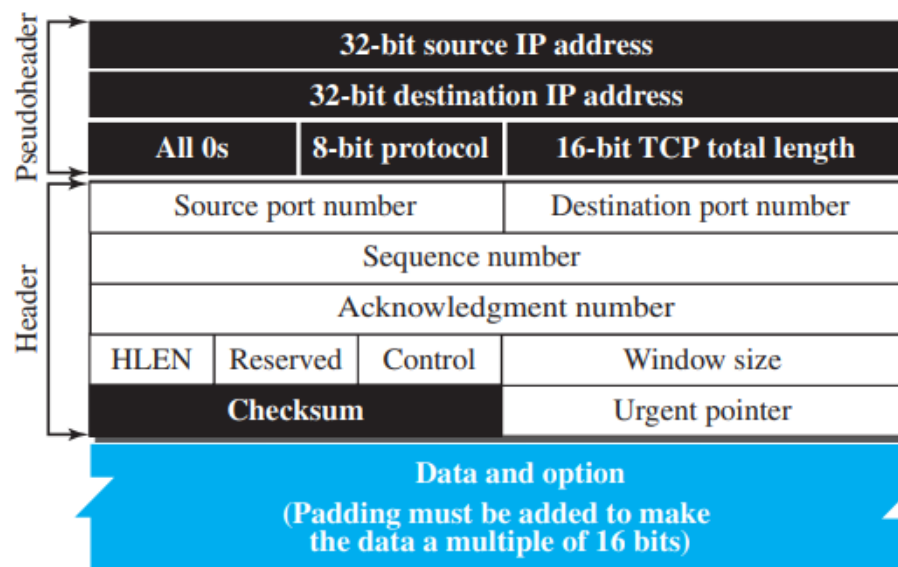 Pseudoheader
32-bit source IP address
32-bit destination IP address
All 0s 8-bit protocol 16-bit TCP total length
Header
Source port number Destination port number
Sequence number
Acknowledgment number
HLEN Reserved Control Window size
Checksum Urgent pointer
Data and option
(Padding must be added to make
the data a multiple of 16 bits)